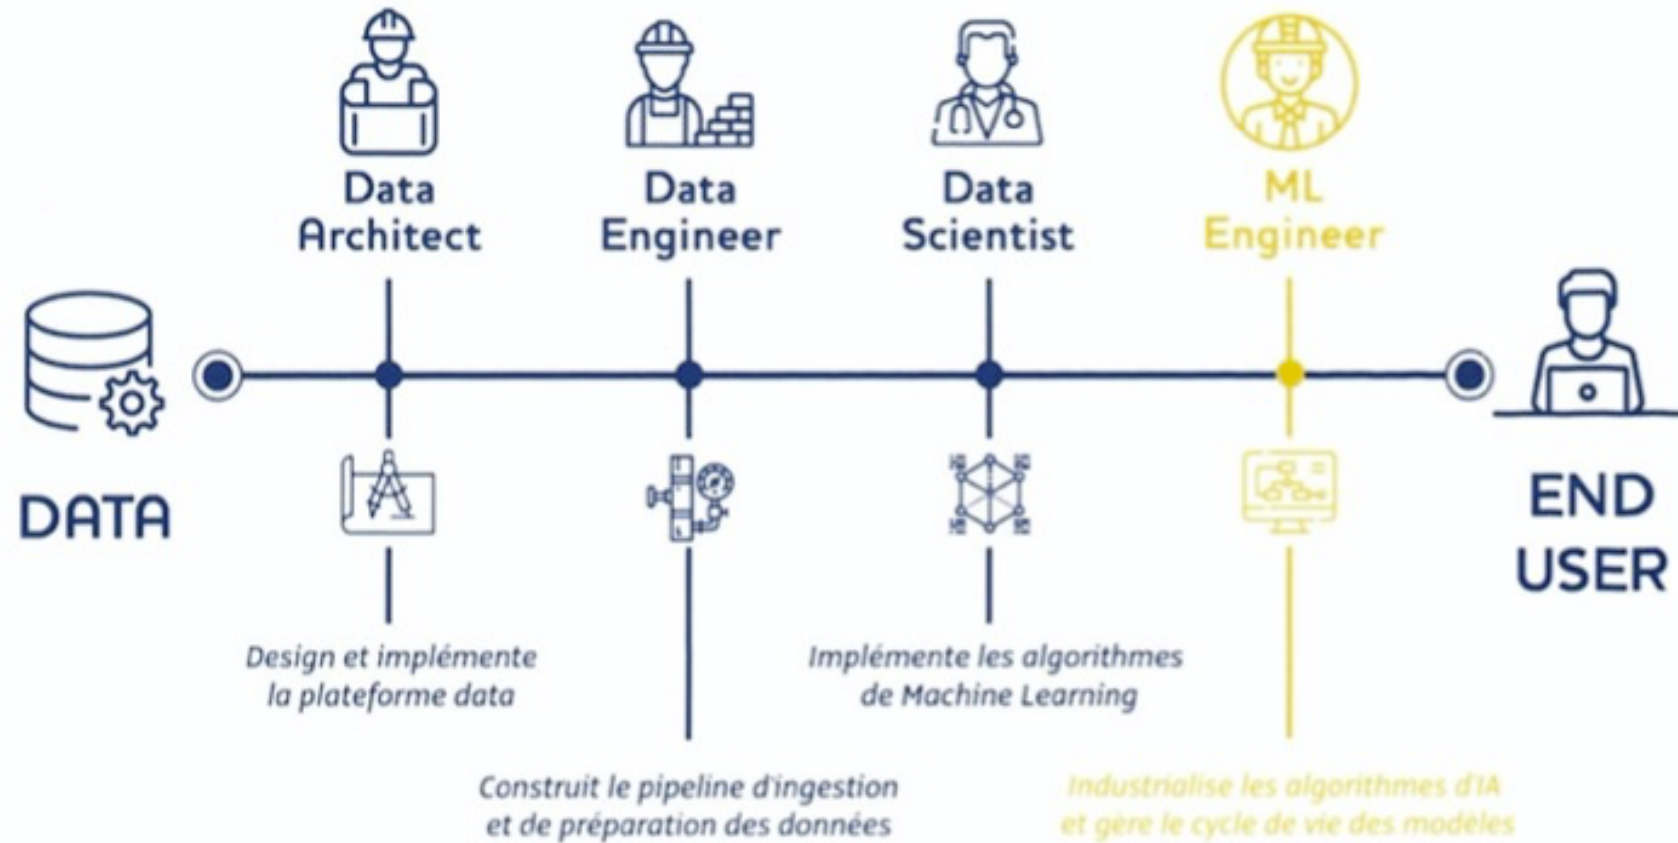 Data
Architect
Data
Engineer
Data
Scientist
ML
Engineer
DATA
END
USER
Design et implémente
la plateforme data
Implémente les algorithmes
de Machine Learning
Construit le pipeline d'ingestion
et de préparation des données
Industrialise les algorithmes d'IA
et gère le cycle de vie des modèles